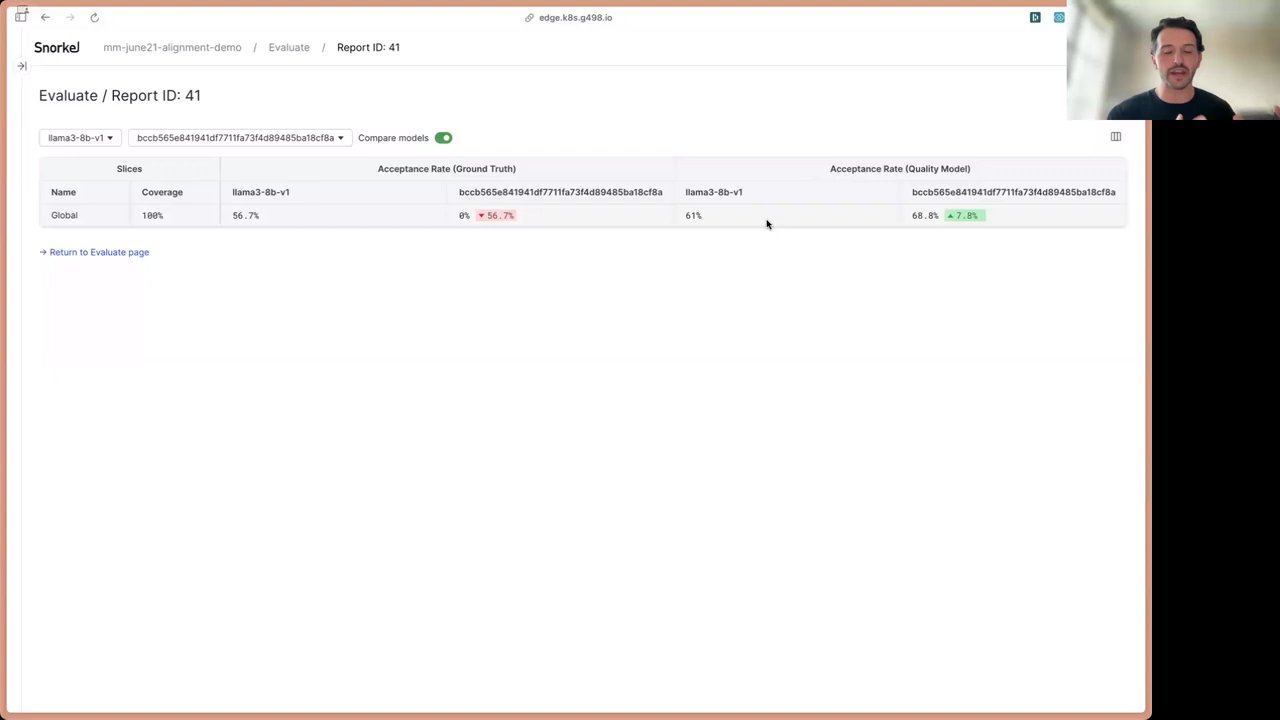 edge.k8s.g498.io
Snorkel mm-june21-alignment-demo / Evaluate / Report ID: 41
Evaluate / Report ID: 41
llama3-8b-v1 bccb565e841941df7711fa73f4d89485ba18cf8a Compare models
Slices Acceptance Rate (Ground Truth) Acceptance Rate (Quality Model)
Name Coverage llama3-8b-v1 bccb565e841941df7711fa73f4d89485ba18cf8a llama3-8b-v1 bccb565e841941df7711fa73f4d89485ba18cf8a
Global 100% 56.7% 0% ▼ 56.7% 61% 68.8% ▲ 7.8%
→ Return to Evaluate page